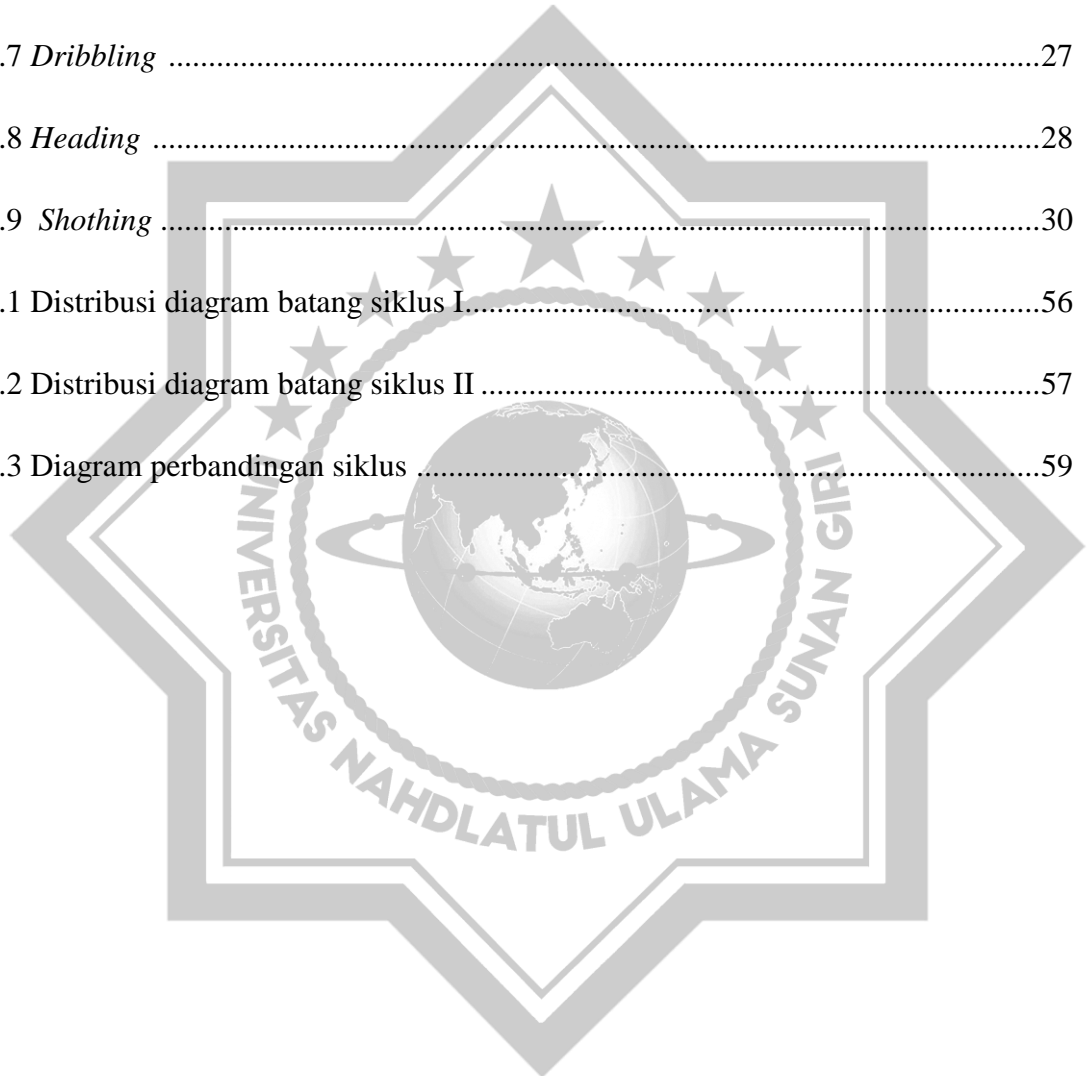 .7 Dribbling ..........................................................................................................27
.8 Heading ............................................................................................................28
.9 Shothing ...........................................................................................................30
.1 Distribusi diagram batang siklus I......................................................................56
.2 Distribusi diagram batang siklus II ....................................................................57
.3 Diagram perbandingan siklus ............................................................................59
UNIVERSITAS NAHDLATUL ULAMA SUNAN GIRI